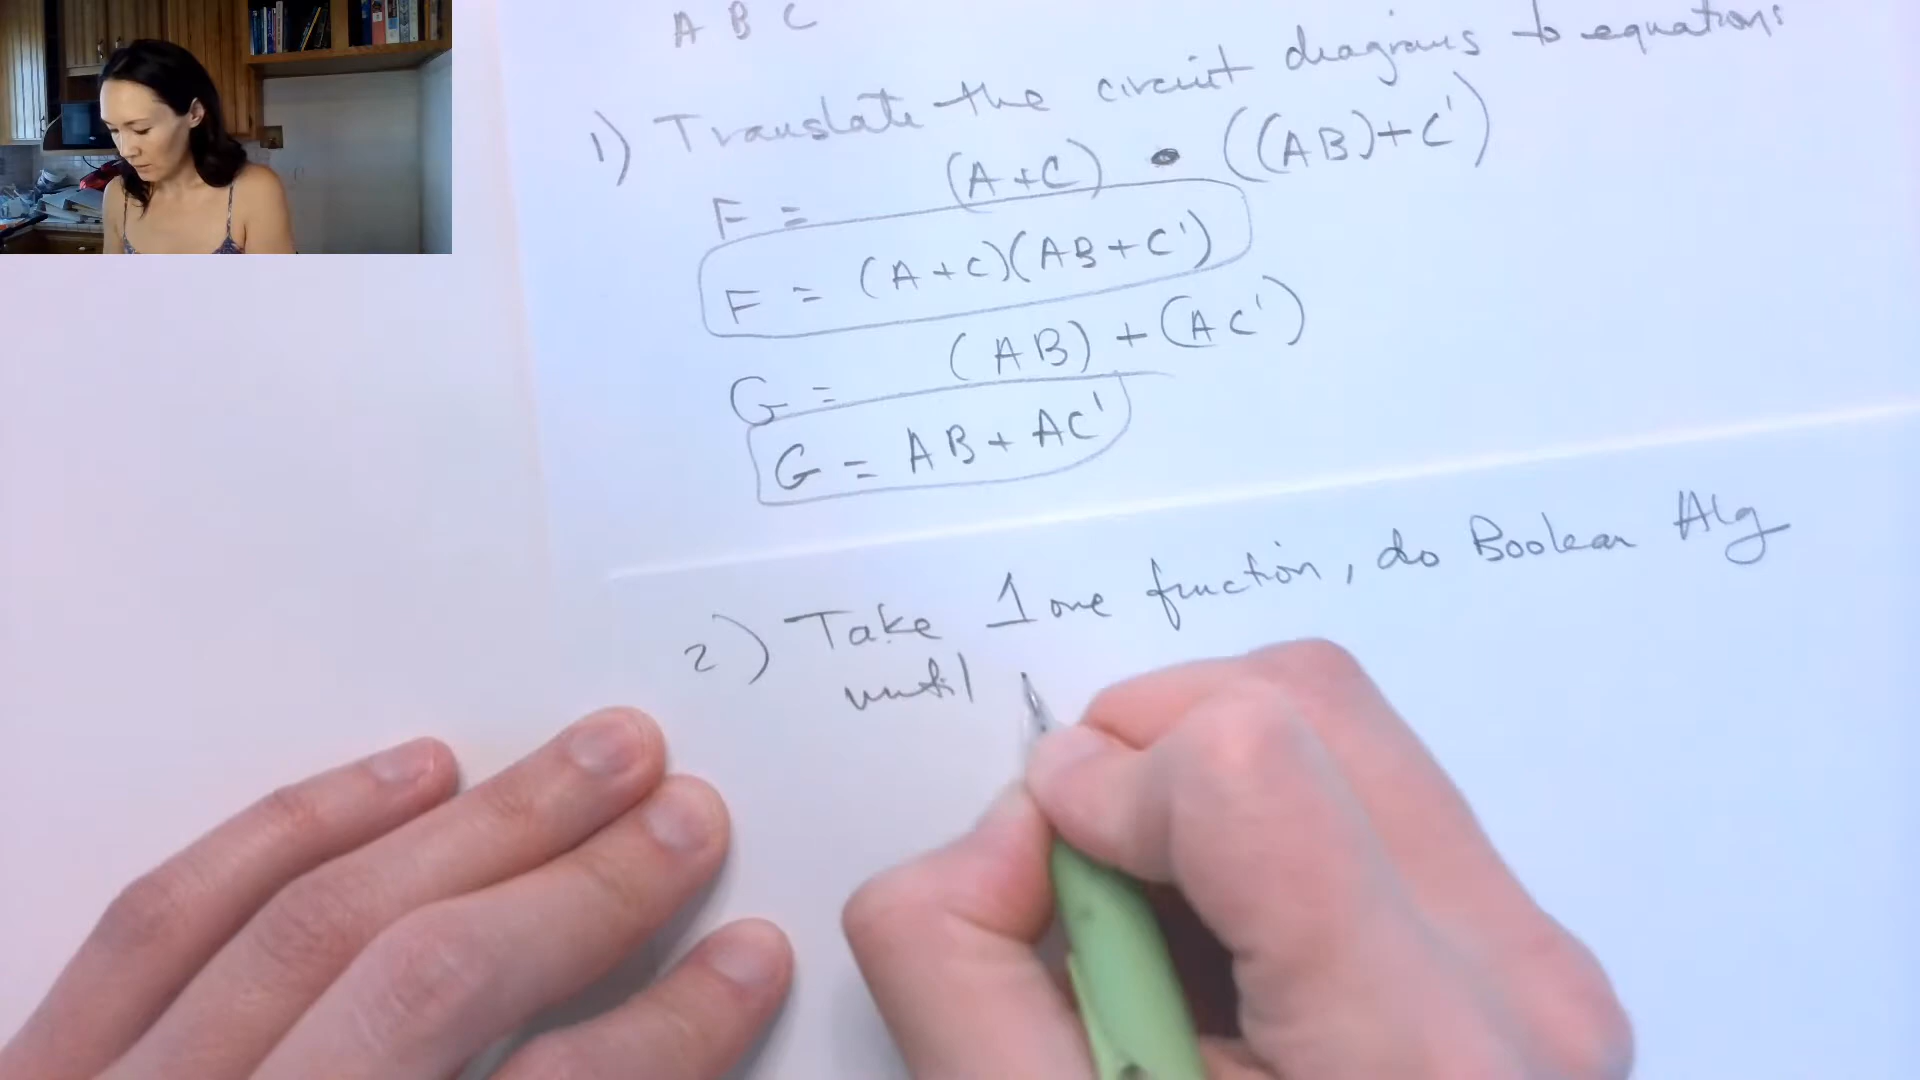 A B C
1) Translate the circuit diagrams to equations
F = (A+C) • ((AB)+C')
F = (A+C)(AB+C')
G = (AB) + (AC')
G = AB + AC'
2) Take 1 one function, do Boolean Alg
until